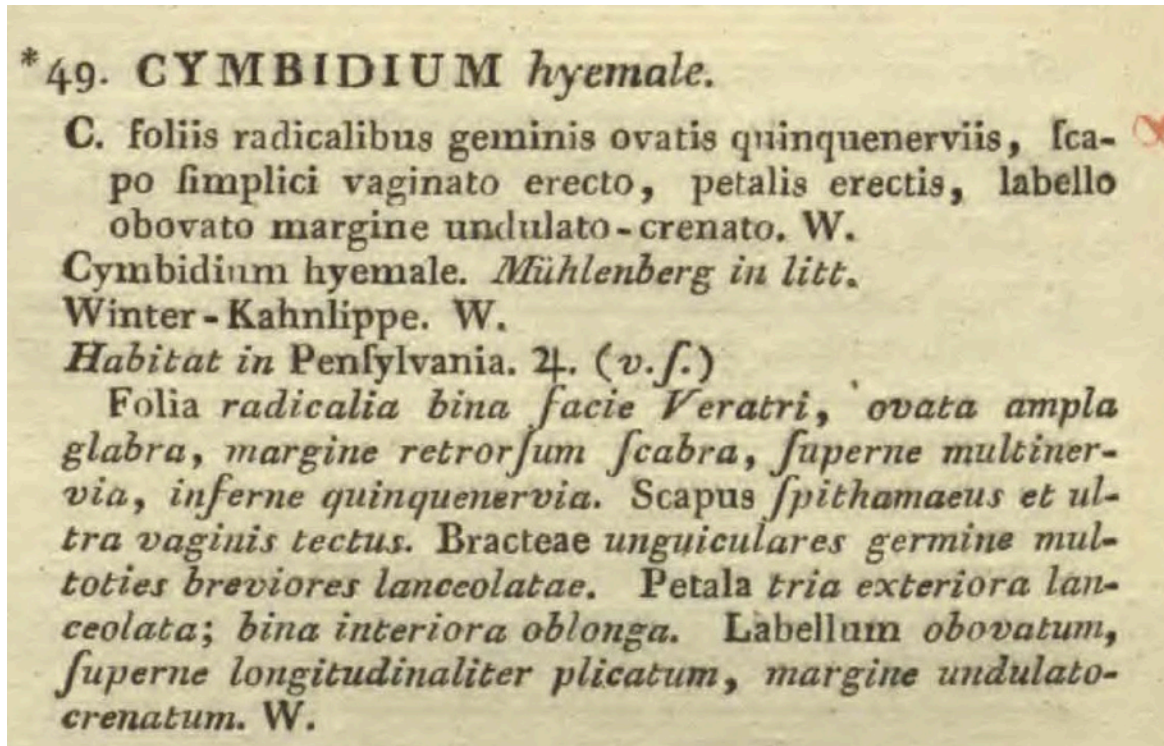 *49. CYMBIDIUM hyemale.
C. foliis radicalibus geminis ovatis quinquenerviis, ſca-
po ſimplici vaginato erecto, petalis erectis, labello
obovato margine undulato-crenato. W.
Cymbidium hyemale. Mühlenberg in litt.
Winter-Kahnlippe. W.
Habitat in Penſylvania. ♃. (v. ſ.)
Folia radicalia bina facie Veratri, ovata ampla
glabra, margine retrorſum ſcabra, ſuperne multiner-
via, inferne quinquenervia. Scapus ſpithamaeus et ul-
tra vaginis tectus. Bracteae unguiculares germine mul-
toties breviores lanceolatae. Petala tria exteriora lan-
ceolata; bina interiora oblonga. Labellum obovatum,
ſuperne longitudinaliter plicatum, margine undulato-
crenatum. W.